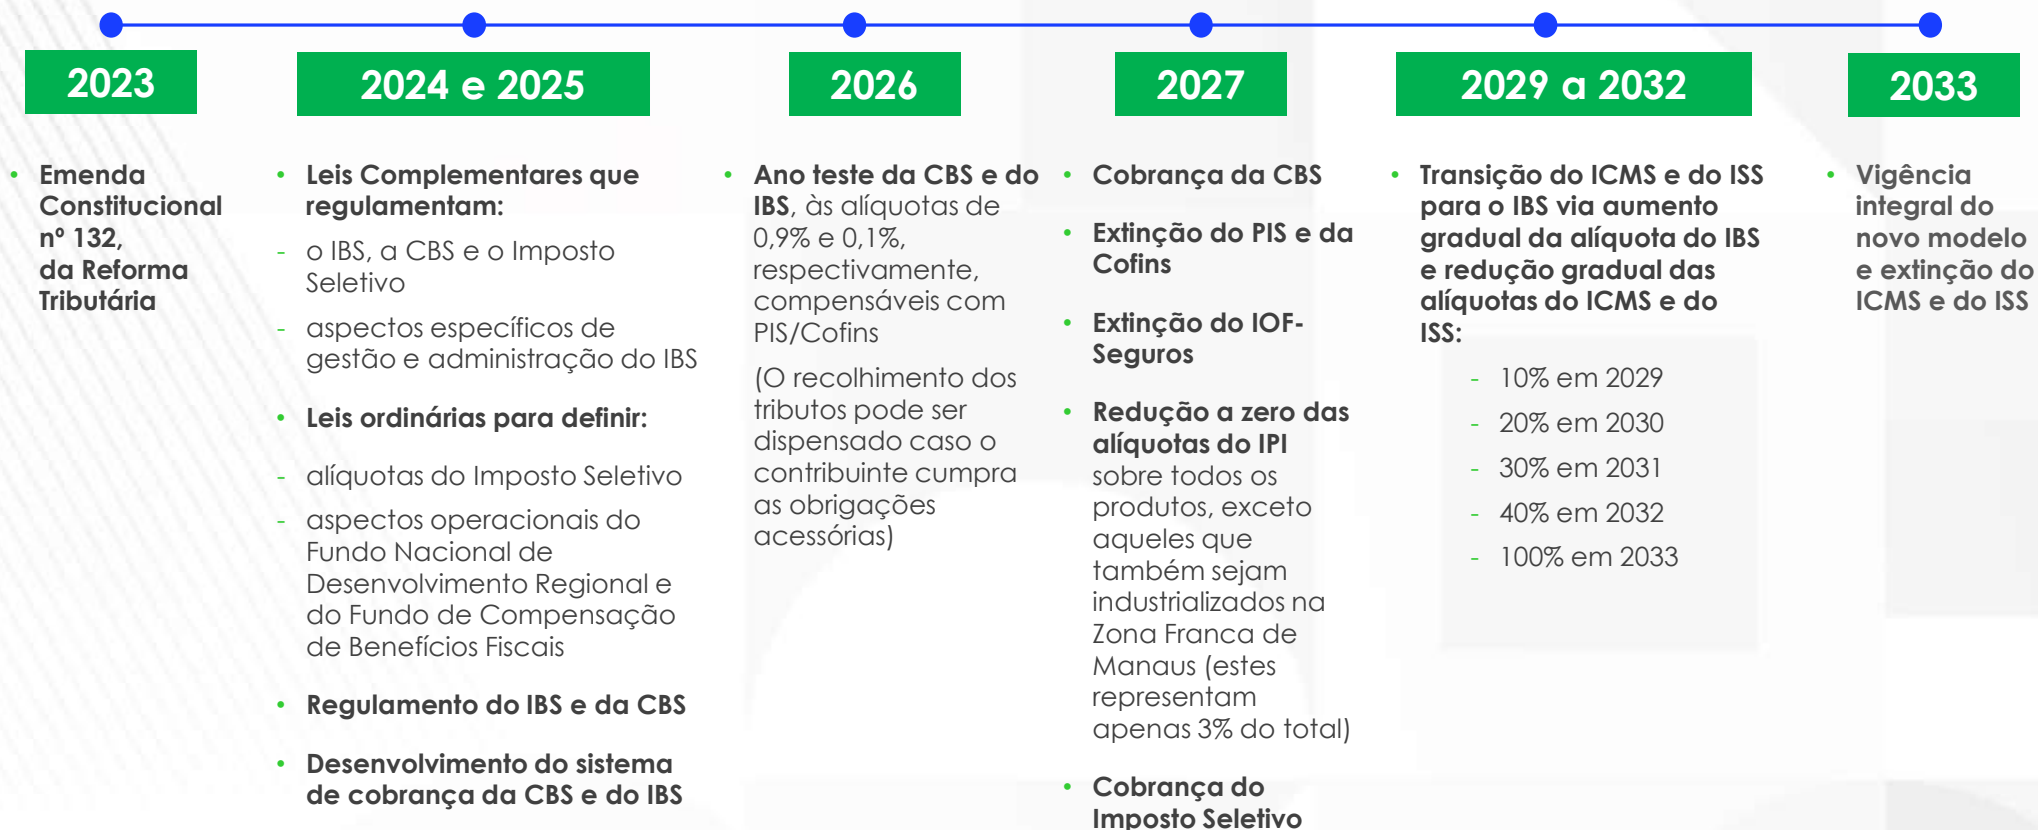 2023
• Emenda
Constitucional
nº 132,
da Reforma
Tributária
2024 e 2025
• Leis Complementares que
regulamentam:
- o IBS, a CBS e o Imposto
Seletivo
- aspectos específicos de
gestão e administração do IBS
• Leis ordinárias para definir:
- alíquotas do Imposto Seletivo
- aspectos operacionais do
Fundo Nacional de
Desenvolvimento Regional e
do Fundo de Compensação
de Benefícios Fiscais
• Regulamento do IBS e da CBS
• Desenvolvimento do sistema
de cobrança da CBS e do IBS
2026
• Ano teste da CBS e do
IBS, às alíquotas de
0,9% e 0,1%,
respectivamente,
compensáveis com
PIS/Cofins
(O recolhimento dos
tributos pode ser
dispensado caso o
contribuinte cumpra
as obrigações
acessórias)
2027
• Cobrança da CBS
• Extinção do PIS e da
Cofins
• Extinção do IOF-
Seguros
• Redução a zero das
alíquotas do IPI
sobre todos os
produtos, exceto
aqueles que
também sejam
industrializados na
Zona Franca de
Manaus (estes
representam
apenas 3% do total)
• Cobrança do
Imposto Seletivo
2029 a 2032
• Transição do ICMS e do ISS
para o IBS via aumento
gradual da alíquota do IBS
e redução gradual das
alíquotas do ICMS e do
ISS:
- 10% em 2029
- 20% em 2030
- 30% em 2031
- 40% em 2032
- 100% em 2033
2033
• Vigência
integral do
novo modelo
e extinção do
ICMS e do ISS